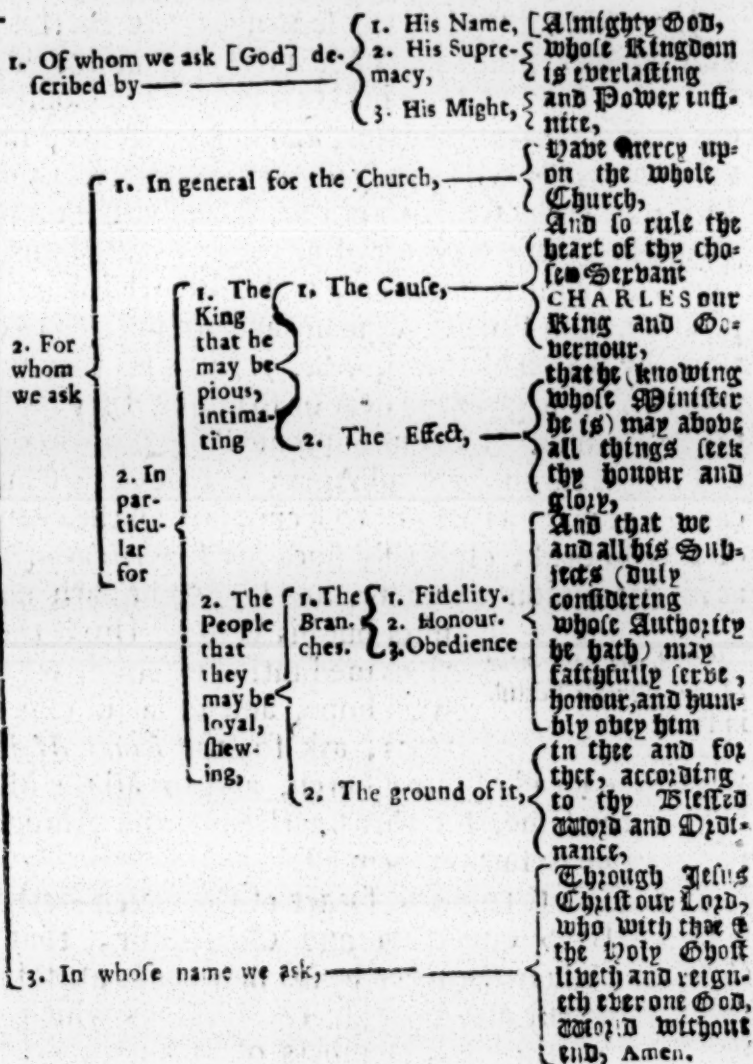 1. Of whom we ask [God] de-
ſcribed by
1. His Name,
2. His Supre-
macy,
3. His Might,
[Almighty God,
whoſe Kingdom
is everlaſting
and Power infi-
nite,
2. For
whom
we ask
1. In general for the Church,
Have mercy up-
on the whole
Church,
2. In
par-
ticu-
lar
for
1. The
King
that he
may be
pious,
intima-
ting
1. The Cauſe,
And ſo rule the
heart of thy cho-
ſen Servant
CHARLES our
King and Go-
vernour,
2. The Effect,
that he (knowing
whoſe Miniſter
he is) may above
all things ſeek
thy honour and
glory,
2. The
People
that
they
may be
loyal,
ſhew-
ing,
1. The
Bran-
ches.
1. Fidelity.
2. Honour.
3. Obedience
And that we
and all his Sub-
jects (duly
conſidering
whoſe Authority
he hath) may
faithfully ſerve,
honour, and hum-
bly obey him
2. The ground of it,
in thee and for
thee, according
to thy Bleſſed
Word and Ordi-
nance,
3. In whoſe name we ask,
Through Jeſus
Chriſt our Lord,
who with thee &
the Holy Ghoſt
liveth and reign-
eth ever one God,
World without
end, Amen.